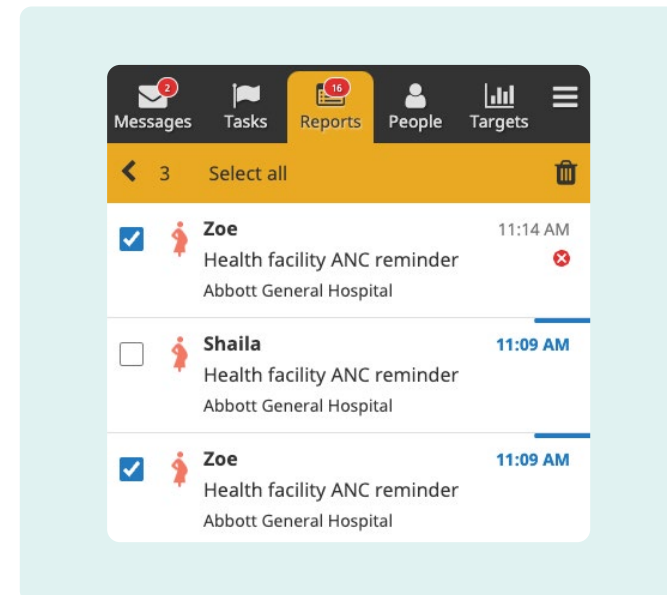 2
16
Messages Tasks Reports People Targets
3 Select all
Zoe 11:14 AM
Health facility ANC reminder
Abbott General Hospital
Shaila 11:09 AM
Health facility ANC reminder
Abbott General Hospital
Zoe 11:09 AM
Health facility ANC reminder
Abbott General Hospital